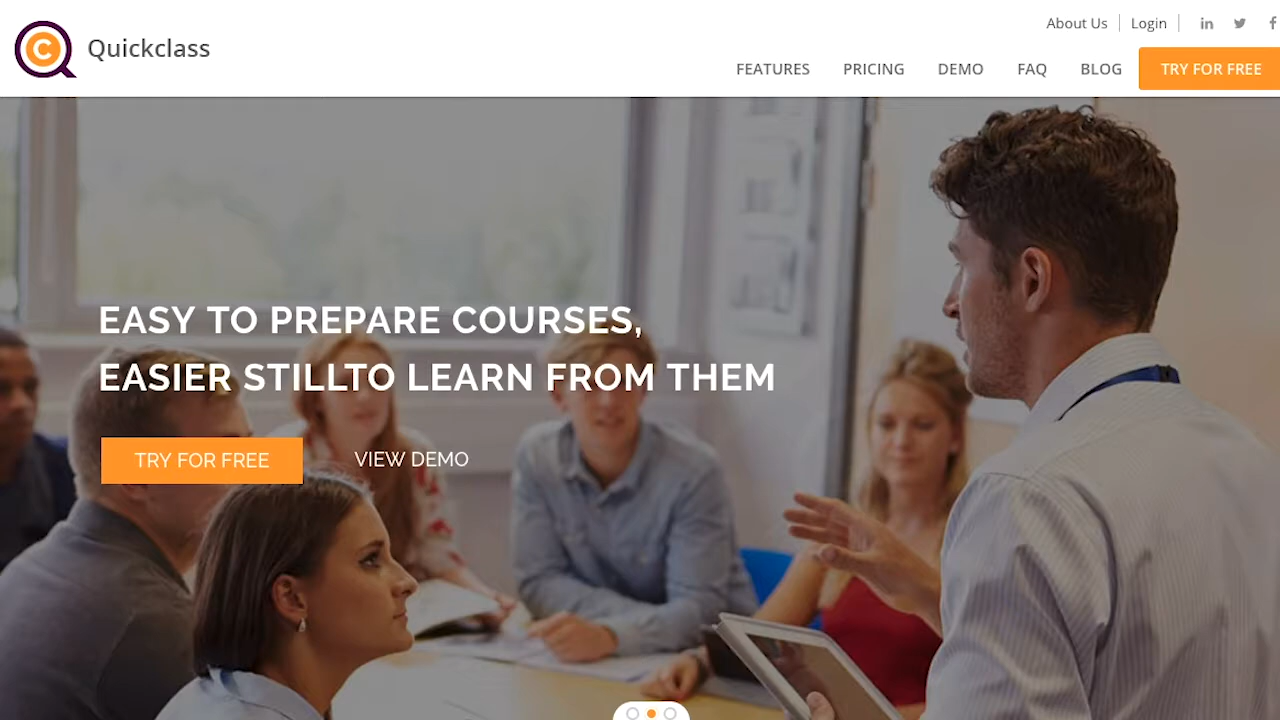 About Us
Login
Quickclass
FEATURES
PRICING
DEMO
FAQ
BLOG
TRY FOR FREE
EASY TO PREPARE COURSES,
EASIER STILLTO LEARN FROM THEM
TRY FOR FREE
VIEW DEMO